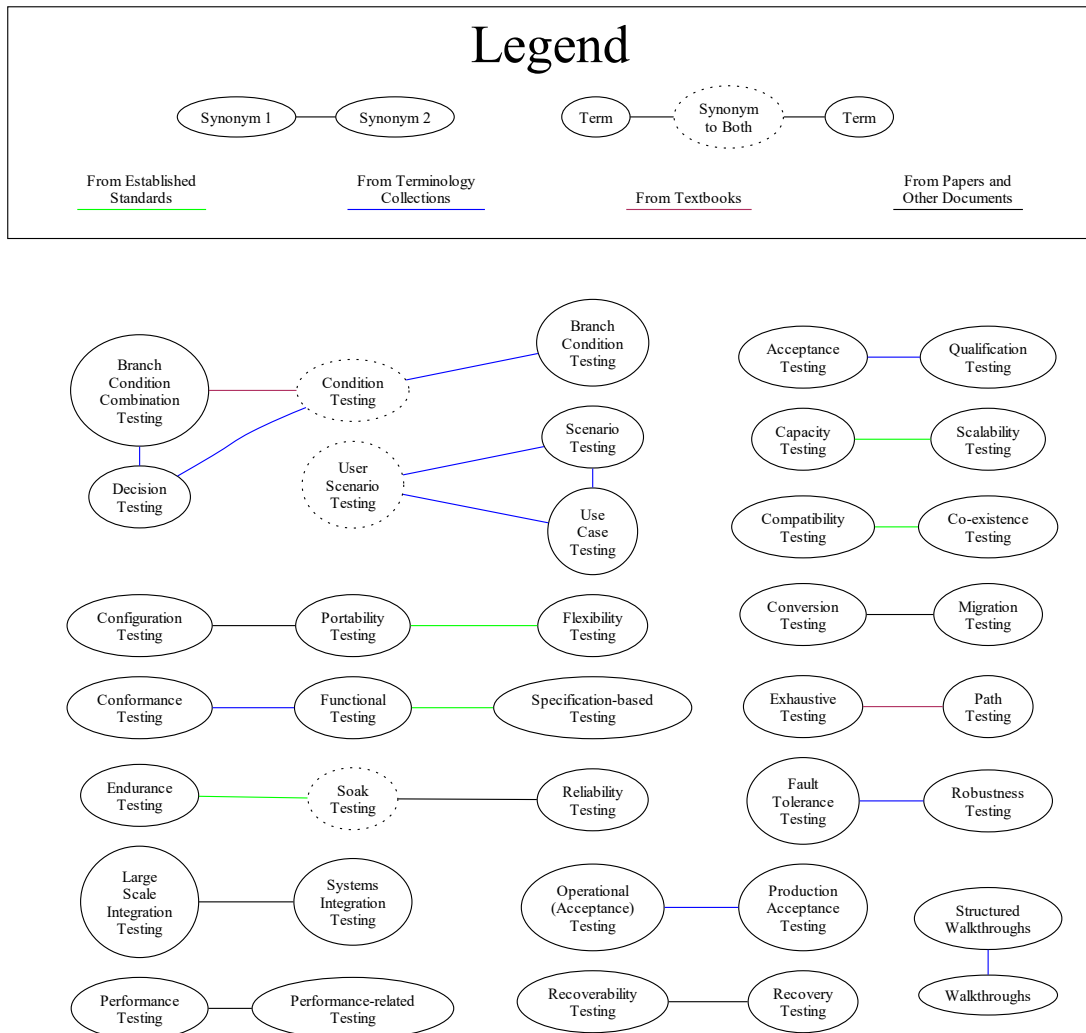 Legend
Synonym 1
Synonym 2
Term
Synonym
to Both
Term
From Established
Standards
From Terminology
Collections
From Textbooks
From Papers and
Other Documents
Branch
Condition
Combination
Testing
Condition
Testing
Branch
Condition
Testing
Decision
Testing
User
Scenario
Testing
Scenario
Testing
Use
Case
Testing
Acceptance
Testing
Qualification
Testing
Capacity
Testing
Scalability
Testing
Compatibility
Testing
Co-existence
Testing
Configuration
Testing
Portability
Testing
Flexibility
Testing
Conversion
Testing
Migration
Testing
Conformance
Testing
Functional
Testing
Specification-based
Testing
Exhaustive
Testing
Path
Testing
Endurance
Testing
Soak
Testing
Reliability
Testing
Fault
Tolerance
Testing
Robustness
Testing
Large
Scale
Integration
Testing
Systems
Integration
Testing
Operational
(Acceptance)
Testing
Production
Acceptance
Testing
Structured
Walkthroughs
Walkthroughs
Performance
Testing
Performance-related
Testing
Recoverability
Testing
Recovery
Testing